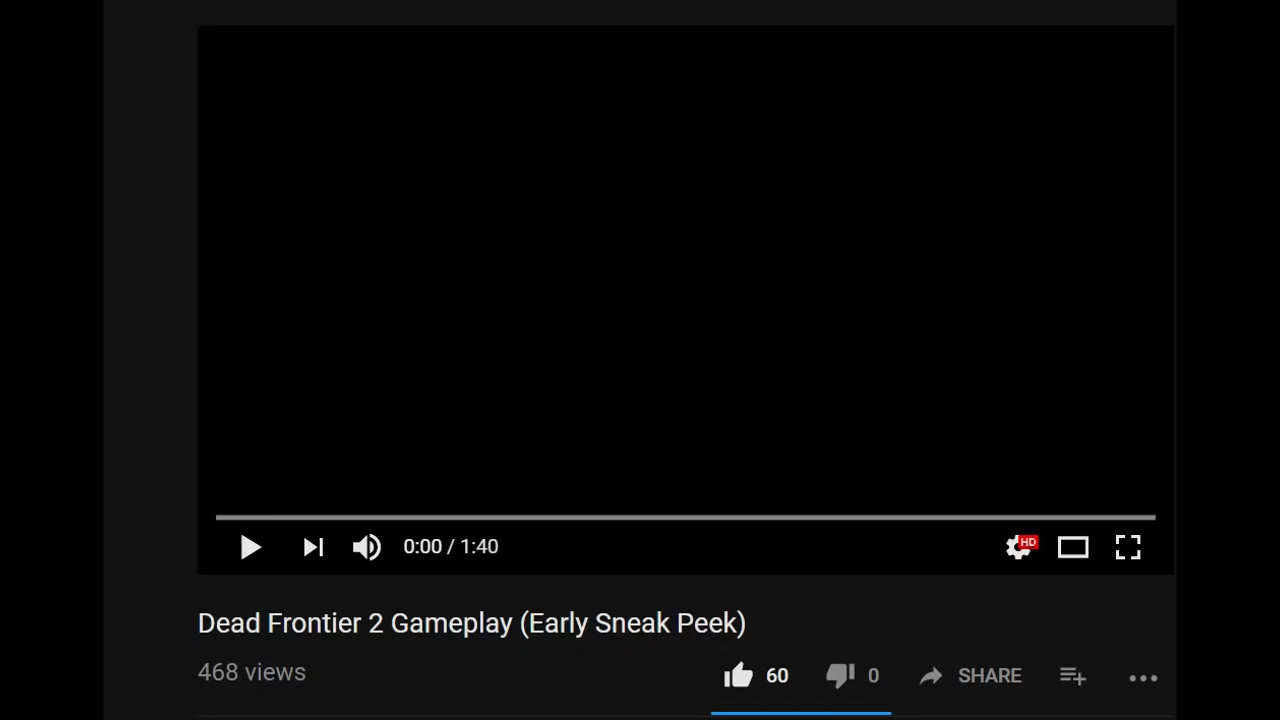 0:00 / 1:40
HD
Dead Frontier 2 Gameplay (Early Sneak Peek)
468 views
60
0
SHARE